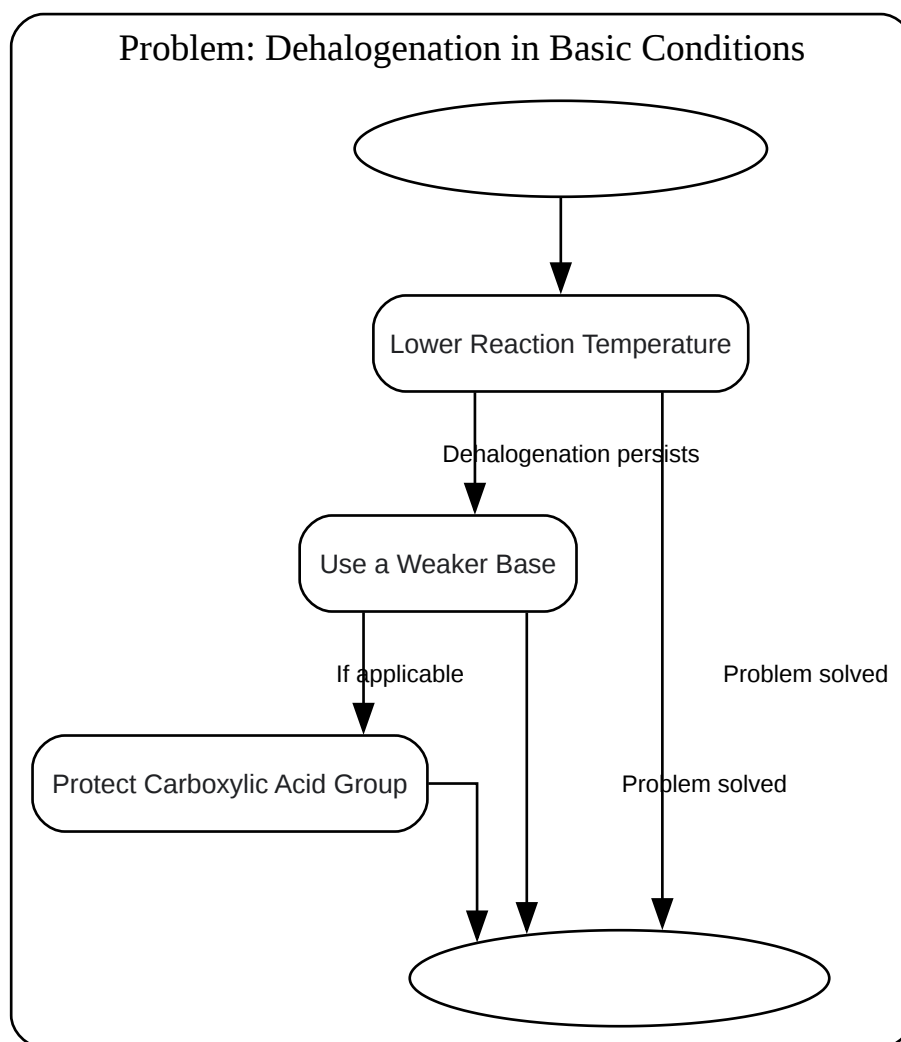 Problem: Dehalogenation in Basic Conditions
Lower Reaction Temperature
Dehalogenation persists
Use a Weaker Base
If applicable
Problem solved
Protect Carboxylic Acid Group
Problem solved